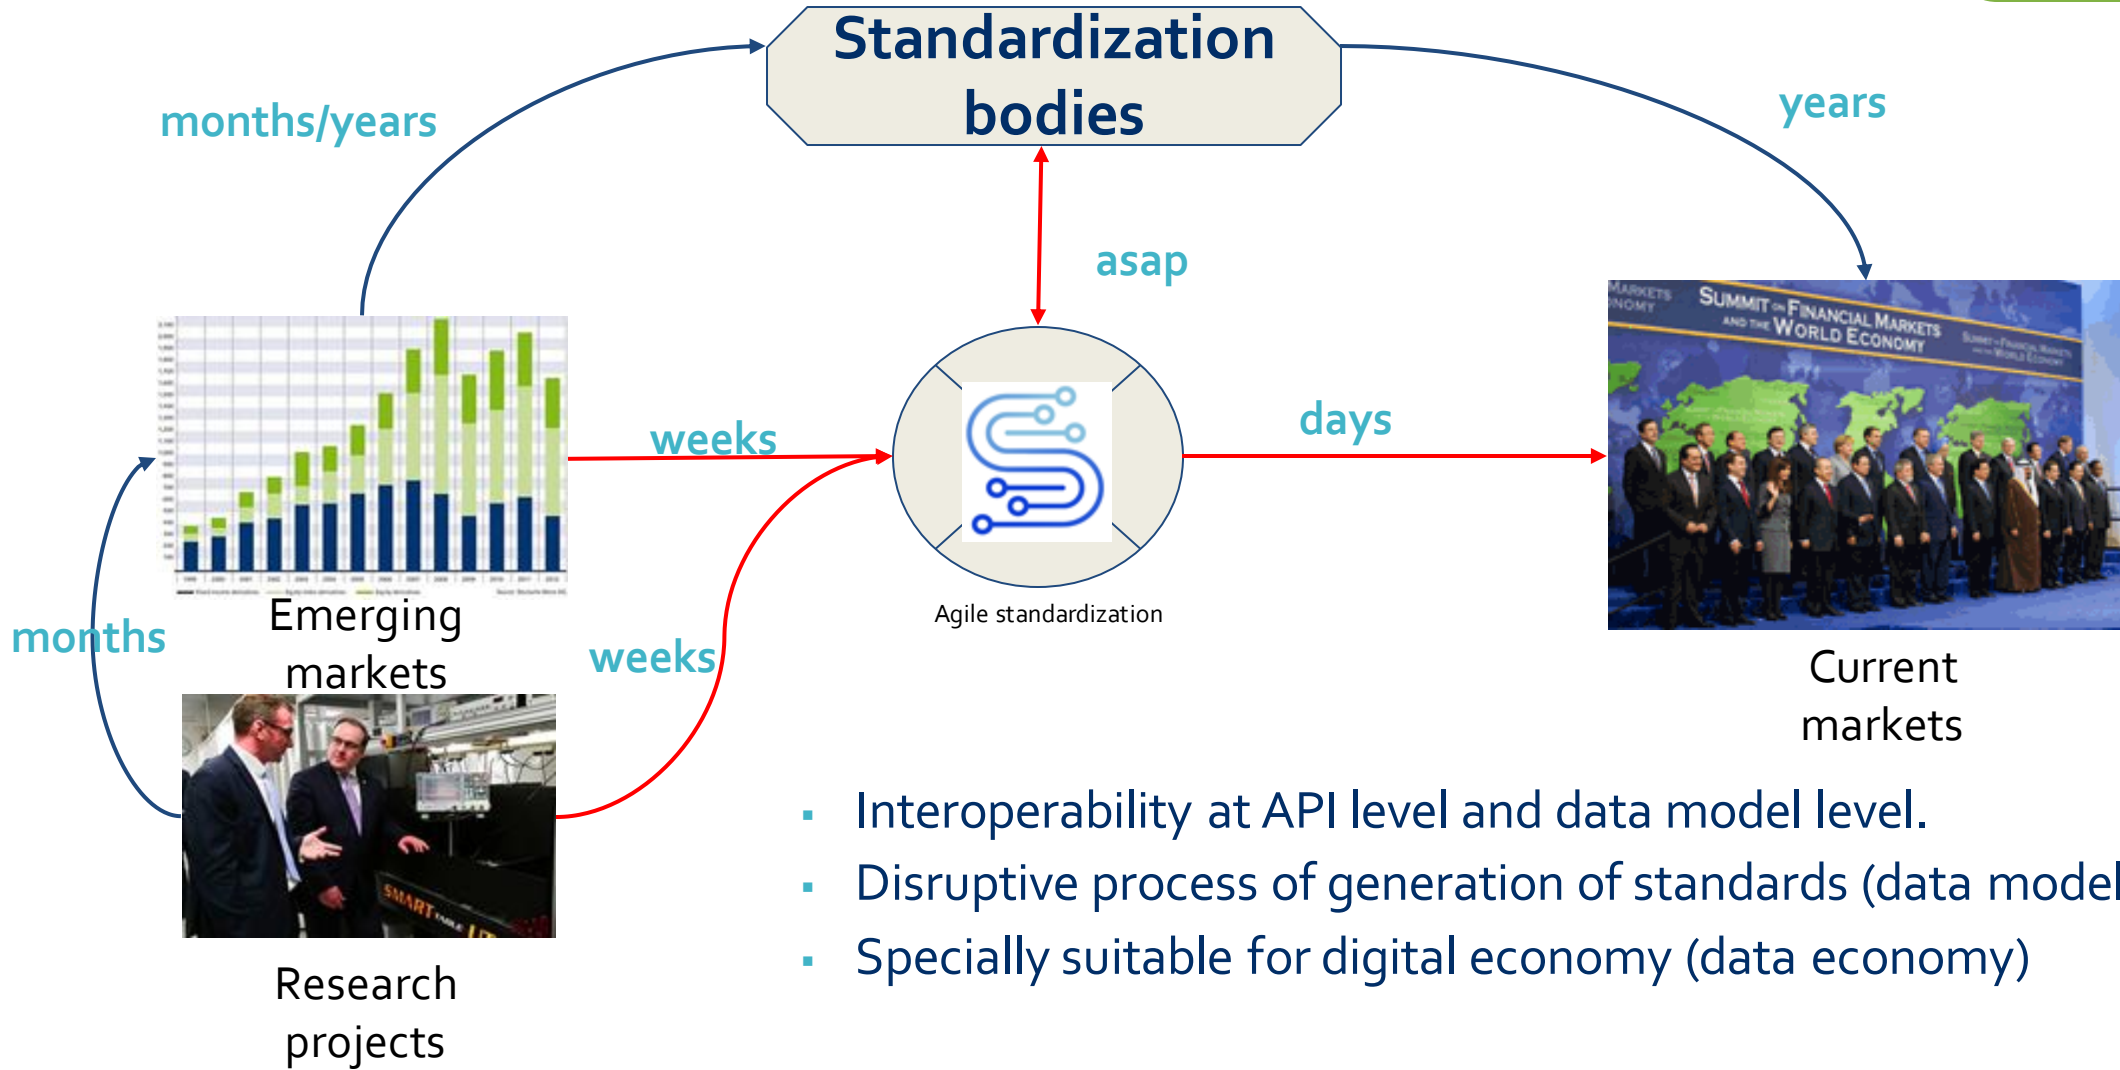 Standardization
bodies
months/years
years
asap
SUMMIT ON FINANCIAL MARKETS
AND THE WORLD ECONOMY
MARKETS
weeks
days
Emerging
markets
Agile standardization
months
weeks
Current
markets
SMART
Research
projects
▪ Interoperability at API level and data model level.
▪ Disruptive process of generation of standards (data model
▪ Specially suitable for digital economy (data economy)